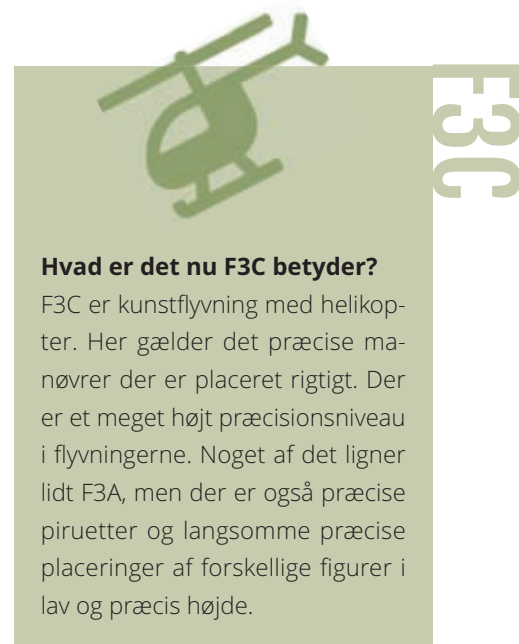 F3C
Hvad er det nu F3C betyder?
F3C er kunstflyvning med helikop-
ter. Her gælder det præcise ma-
nøvrer der er placeret rigtigt. Der
er et meget højt præcisionsniveau
i flyvningerne. Noget af det ligner
lidt F3A, men der er også præcise
piruetter og langsomme præcise
placeringer af forskellige figurer i
lav og præcis højde.